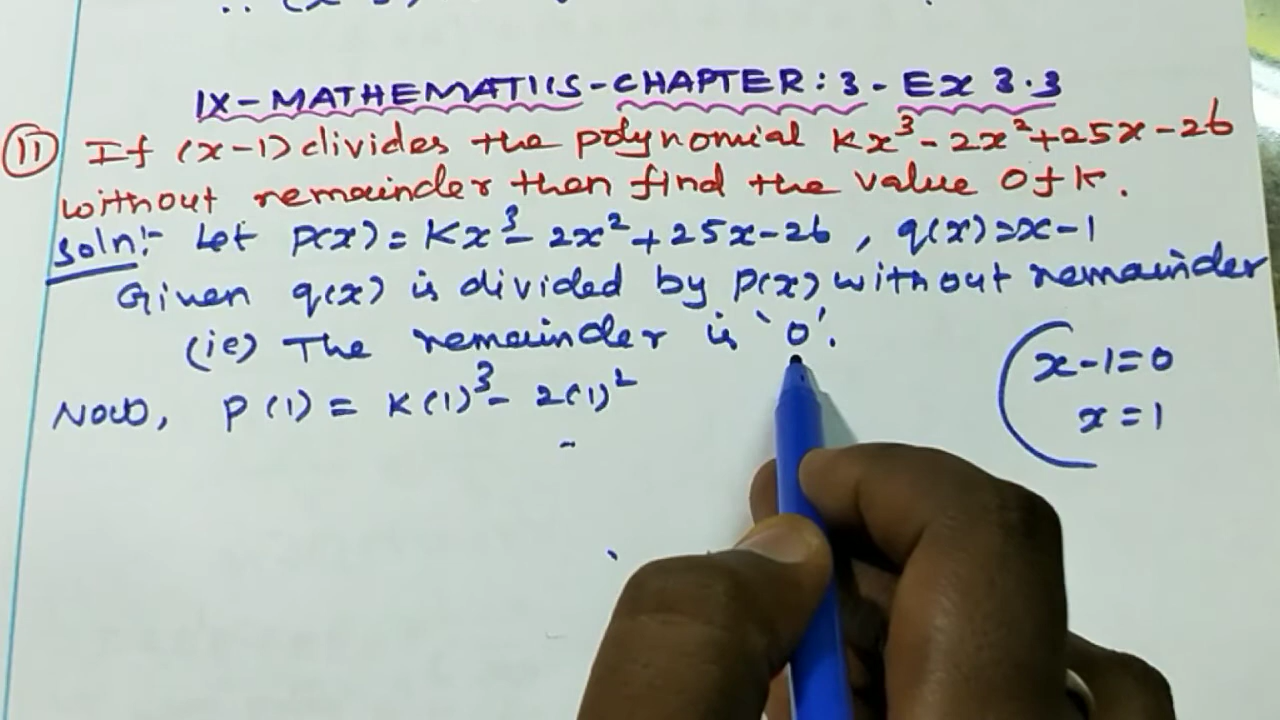 IX-MATHEMATIIS-CHAPTER:3-EX 3.3
11 If (x-1) divides the polynomial Kx³-2x²+25x-26
without remainder then find the value of K.
Soln:- Let P(x)=Kx³-2x²+25x-26, q(x)=x-1
Given q(x) is divided by P(x) without remainder
(ie) The remainder is '0'.
x-1=0
Now, P(1) = K(1)³- 2(1)²
x=1